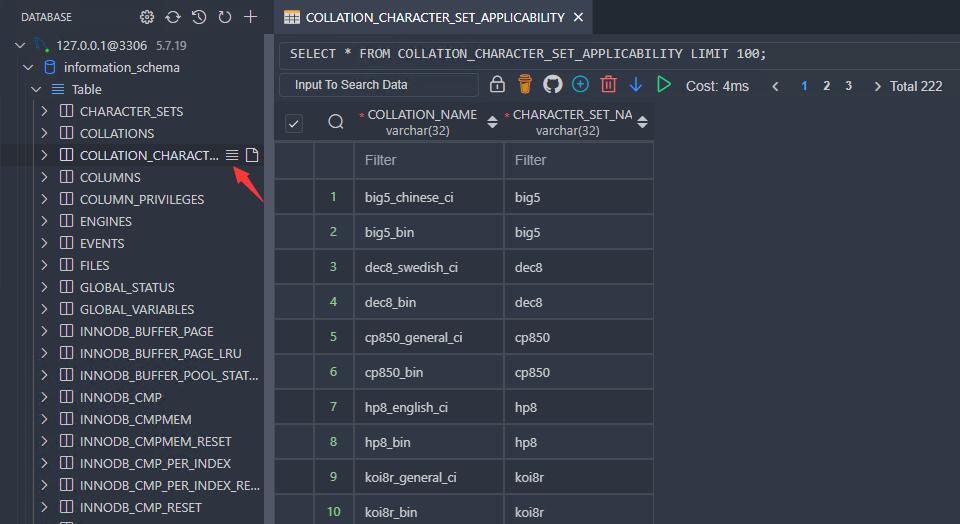 DATABASE
127.0.0.1@3306 5.7.19
information_schema
Table
CHARACTER_SETS
COLLATIONS
COLLATION_CHARACT...
COLUMNS
COLUMN_PRIVILEGES
ENGINES
EVENTS
FILES
GLOBAL_STATUS
GLOBAL_VARIABLES
INNODB_BUFFER_PAGE
INNODB_BUFFER_PAGE_LRU
INNODB_BUFFER_POOL_STAT...
INNODB_CMP
INNODB_CMPMEM
INNODB_CMPMEM_RESET
INNODB_CMP_PER_INDEX
INNODB_CMP_PER_INDEX_RE...
INNODB_CMP_RESET
COLLATION_CHARACTER_SET_APPLICABILITY
SELECT * FROM COLLATION_CHARACTER_SET_APPLICABILITY LIMIT 100;
Input To Search Data Cost: 4ms 1 2 3 Total 222
* COLLATION_NAME * CHARACTER_SET_NA
varchar(32) varchar(32)
Filter Filter
1 big5_chinese_ci big5
2 big5_bin big5
3 dec8_swedish_ci dec8
4 dec8_bin dec8
5 cp850_general_ci cp850
6 cp850_bin cp850
7 hp8_english_ci hp8
8 hp8_bin hp8
9 koi8r_general_ci koi8r
10 koi8r_bin koi8r